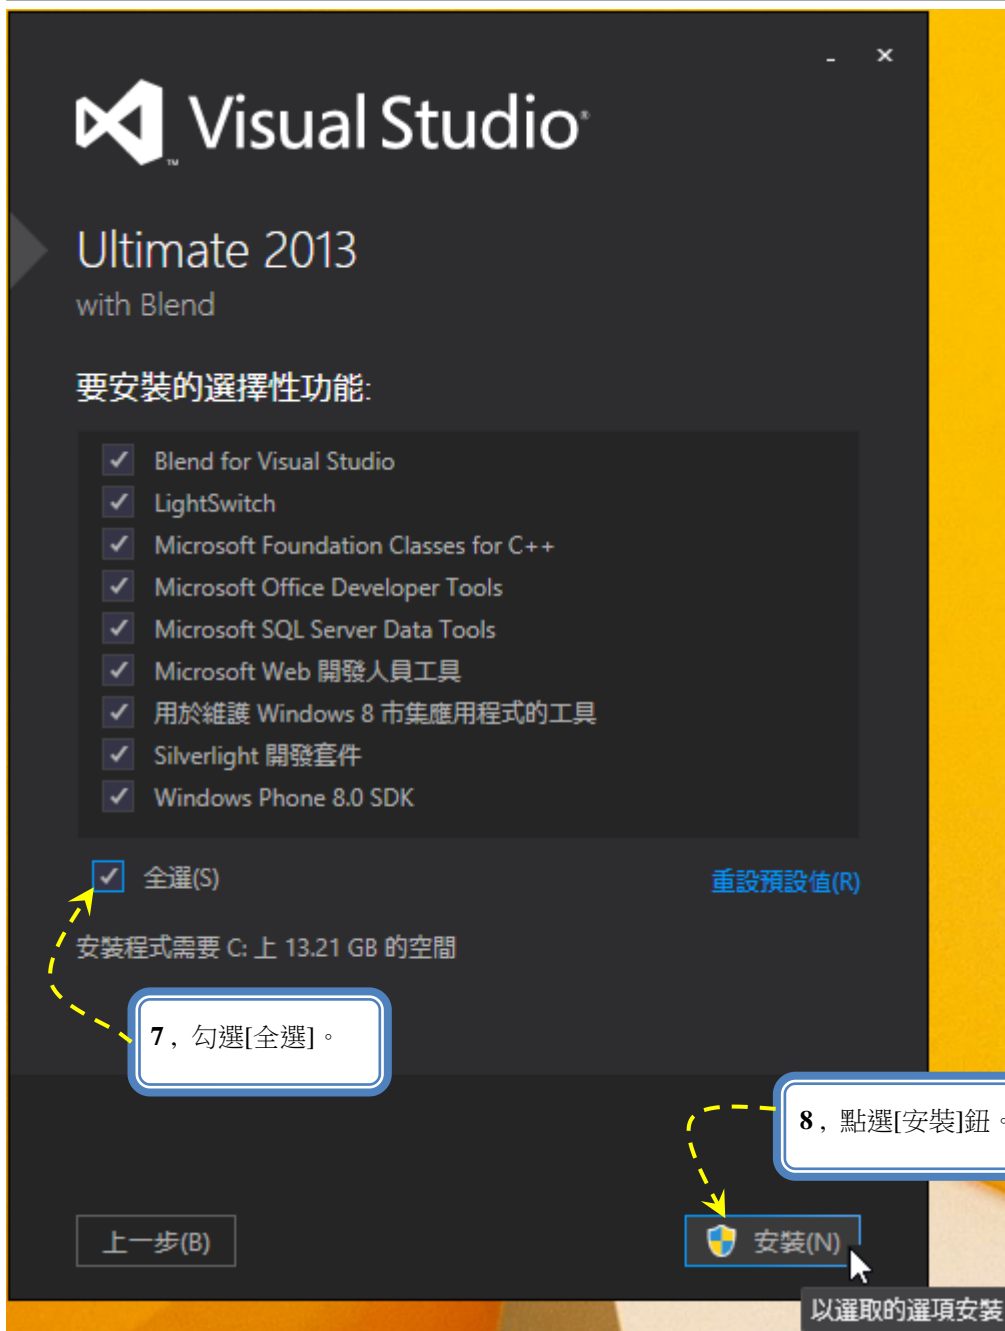 Visual Studio
Ultimate 2013
with Blend
要安裝的選擇性功能:
Blend for Visual Studio
LightSwitch
Microsoft Foundation Classes for C++
Microsoft Office Developer Tools
Microsoft SQL Server Data Tools
Microsoft Web 開發人員工具
用於維護 Windows 8 市集應用程式的工具
Silverlight 開發套件
Windows Phone 8.0 SDK
全選(S)
重設預設值(R)
安裝程式需要 C: 上 13.21 GB 的空間
7, 勾選[全選]。
8, 點選[安裝]鈕。
上一步(B)
安裝(N)
以選取的選項安裝